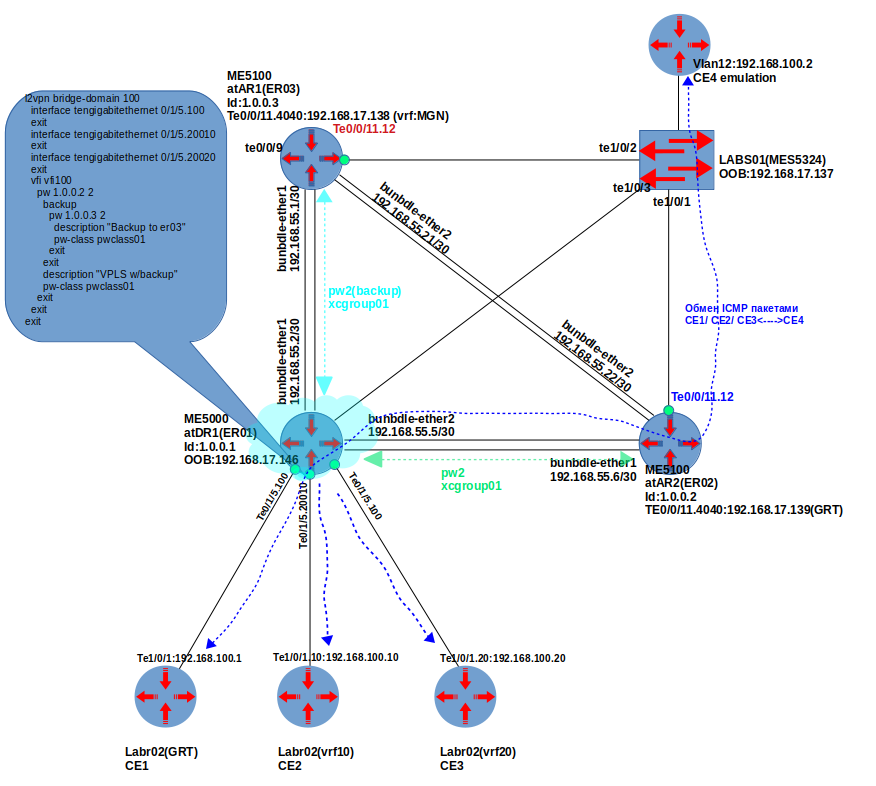 Vlan12:192.168.100.2
CE4 emulation
ME5100
atAR1(ER03)
Id:1.0.0.3
Te0/0/11.4040:192.168.17.138 (vrf:MGN)
Te0/0/11.12
te0/0/9
l2vpn bridge-domain 100
interface tengigabitethernet 0/1/5.100
exit
interface tengigabitethernet 0/1/5.20010
exit
interface tengigabitethernet 0/1/5.20020
exit
vfi vfi100
pw 1.0.0.2 2
backup
pw 1.0.0.3 2
description "Backup to er03"
pw-class pwclass01
exit
exit
description "VPLS w/backup"
pw-class pwclass01
exit
exit
exit
te1/0/2
te1/0/3
te1/0/1
LABS01(MES5324)
OOB:192.168.17.137
bunbdle-ether1
192.168.55.1/30
bunbdle-ether2
192.168.55.21/30
pw2(backup)
xcgroup01
Обмен ICMP пакетами
CE1/ CE2/ CE3<---->CE4
bunbdle-ether1
192.168.55.2/30
bunbdle-ether2
192.168.55.22/30
Te0/0/11.12
ME5000
atDR1(ER01)
Id:1.0.0.1
OOB:192.168.17.146
bunbdle-ether2
192.168.55.5/30
pw2
xcgroup01
bunbdle-ether1
192.168.55.6/30
ME5100
atAR2(ER02)
Id:1.0.0.2
TE0/0/11.4040:192.168.17.139(GRT)
Te0/1/5.100
Te0/1/5.20010
Te0/1/5.100
Te1/0/1:192.168.100.1
Te1/0/1.10:192.168.100.10
Te1/0/1.20:192.168.100.20
Labr02(GRT)
CE1
Labr02(vrf10)
CE2
Labr02(vrf20)
CE3